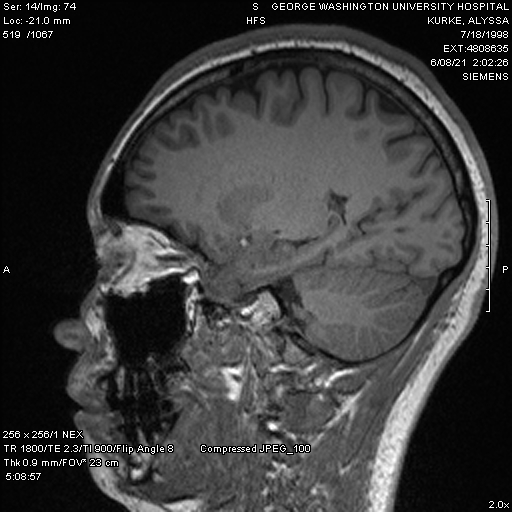 Ser: 14/Img: 74
Loc: -21.0 mm
519 /1067
S
HFS
GEORGE WASHINGTON UNIVERSITY HOSPITAL
KURKE, ALYSSA
7/18/1998
EXT:4808635
6/08/21 2:02:26
SIEMENS
A
P
256 x 256/1 NEX
TR 1800/TE 2.3/TI 900/Flip Angle 8
Compressed JPEG_100
Thk 0.9 mm/FOV* 23 cm
5:08:57
2.0x